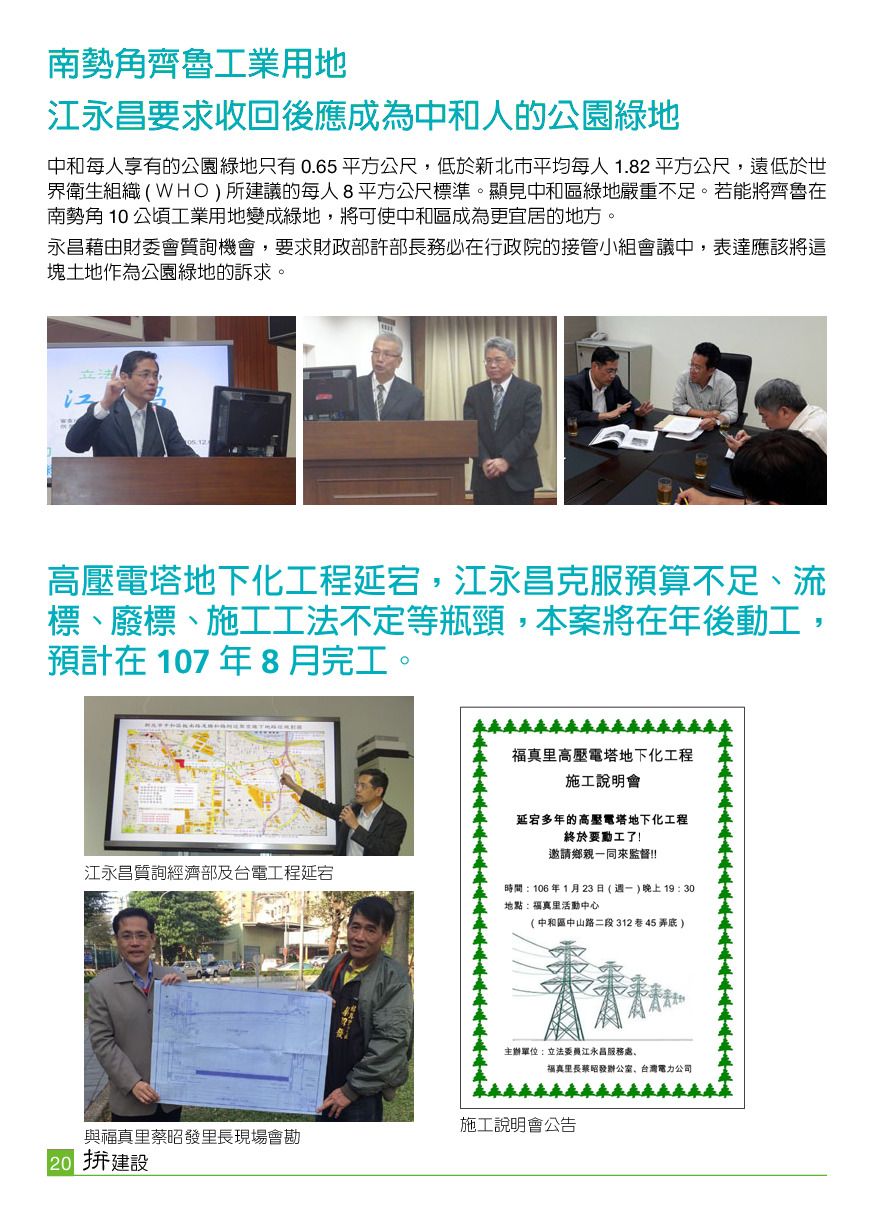 南勢角齊魯工業用地
江永昌要求收回後應成為中和人的公園綠地
中和每人享有的公園綠地只有 0.65 平方公尺，低於新北市平均每人 1.82 平方公尺，遠低於世
界衛生組織 ( ＷＨＯ ) 所建議的每人 8 平方公尺標準。顯見中和區綠地嚴重不足。若能將齊魯在
南勢角 10 公頃工業用地變成綠地，將可使中和區成為更宜居的地方。
永昌藉由財委會質詢機會，要求財政部許部長務必在行政院的接管小組會議中，表達應該將這
塊土地作為公園綠地的訴求。
立法
江 昌
高壓電塔地下化工程延宕，江永昌克服預算不足、流
標、廢標、施工工法不定等瓶頸，本案將在年後動工，
預計在 107 年 8 月完工。
江永昌質詢經濟部及台電工程延宕
與福真里蔡昭發里長現場會勘
福真里高壓電塔地下化工程
施工說明會
延宕多年的高壓電塔地下化工程
終於要動工了!
邀請鄉親一同來監督!!
時間：106 年 1 月 23 日 ( 週一 ) 晚上 19：30
地點：福真里活動中心
( 中和區中山路二段 312 巷 45 弄底 )
主辦單位：立法委員江永昌服務處、
福真里長蔡昭發辦公室、台灣電力公司
施工說明會公告
20 拚建設